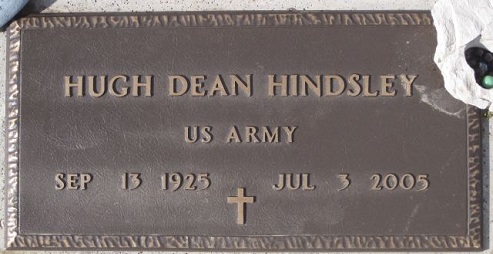 HUGH DEAN HINDSLEY
US ARMY
SEP 13 1925 JUL 3 2005